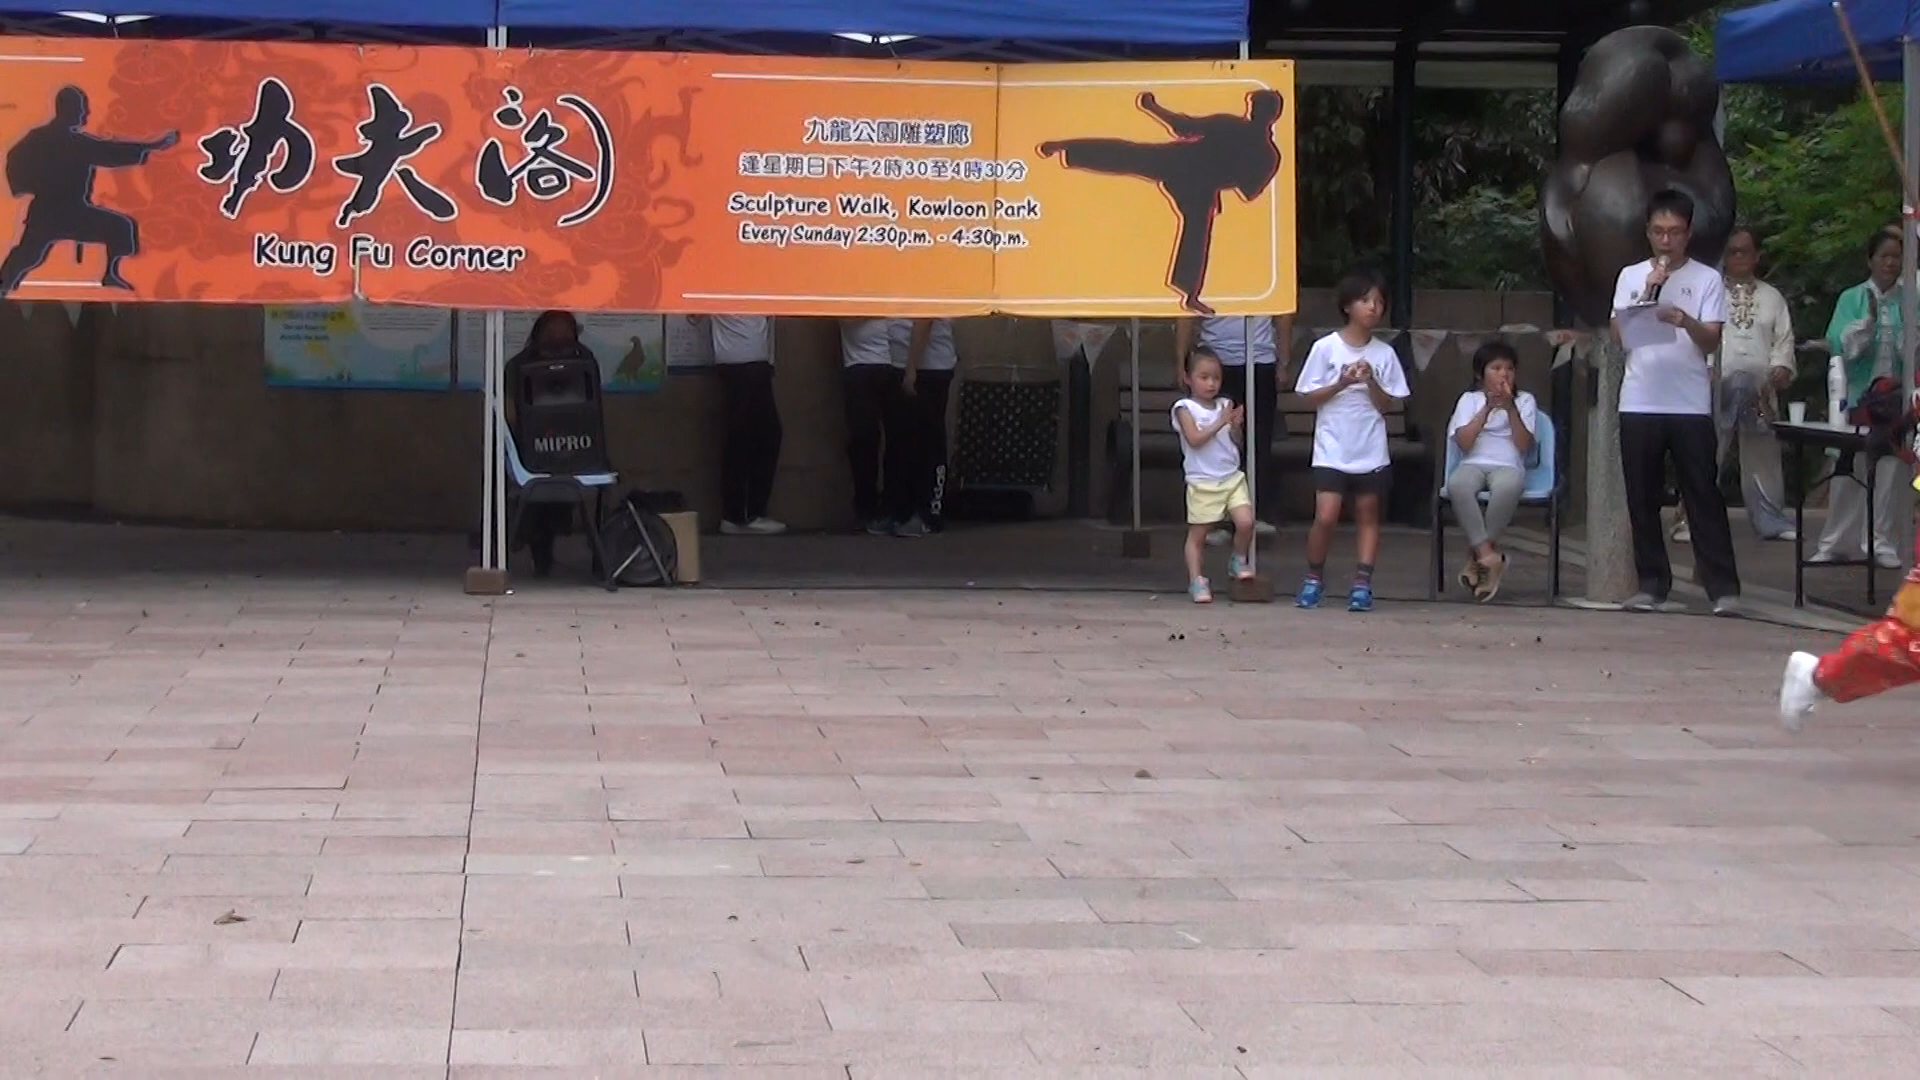 功夫閣
Kung Fu Corner
九龍公園雕塑廊
逢星期日下午2時30至4時30分
Sculpture Walk, Kowloon Park
Every Sunday 2:30p.m. - 4:30p.m.
MIPRO